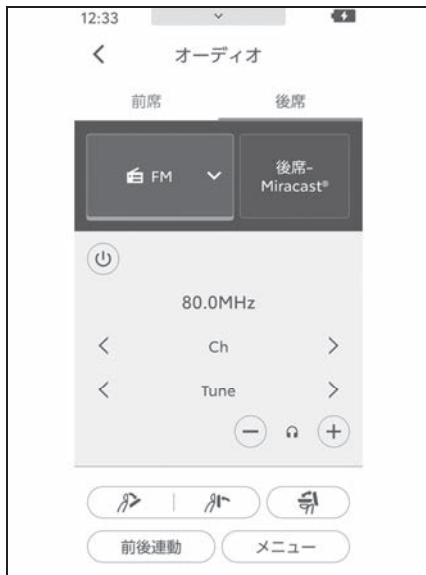 12:33
オーディオ
前席
後席
FM
後席-
Miracast®
80.0MHz
Ch
Tune
前後連動
メニュー